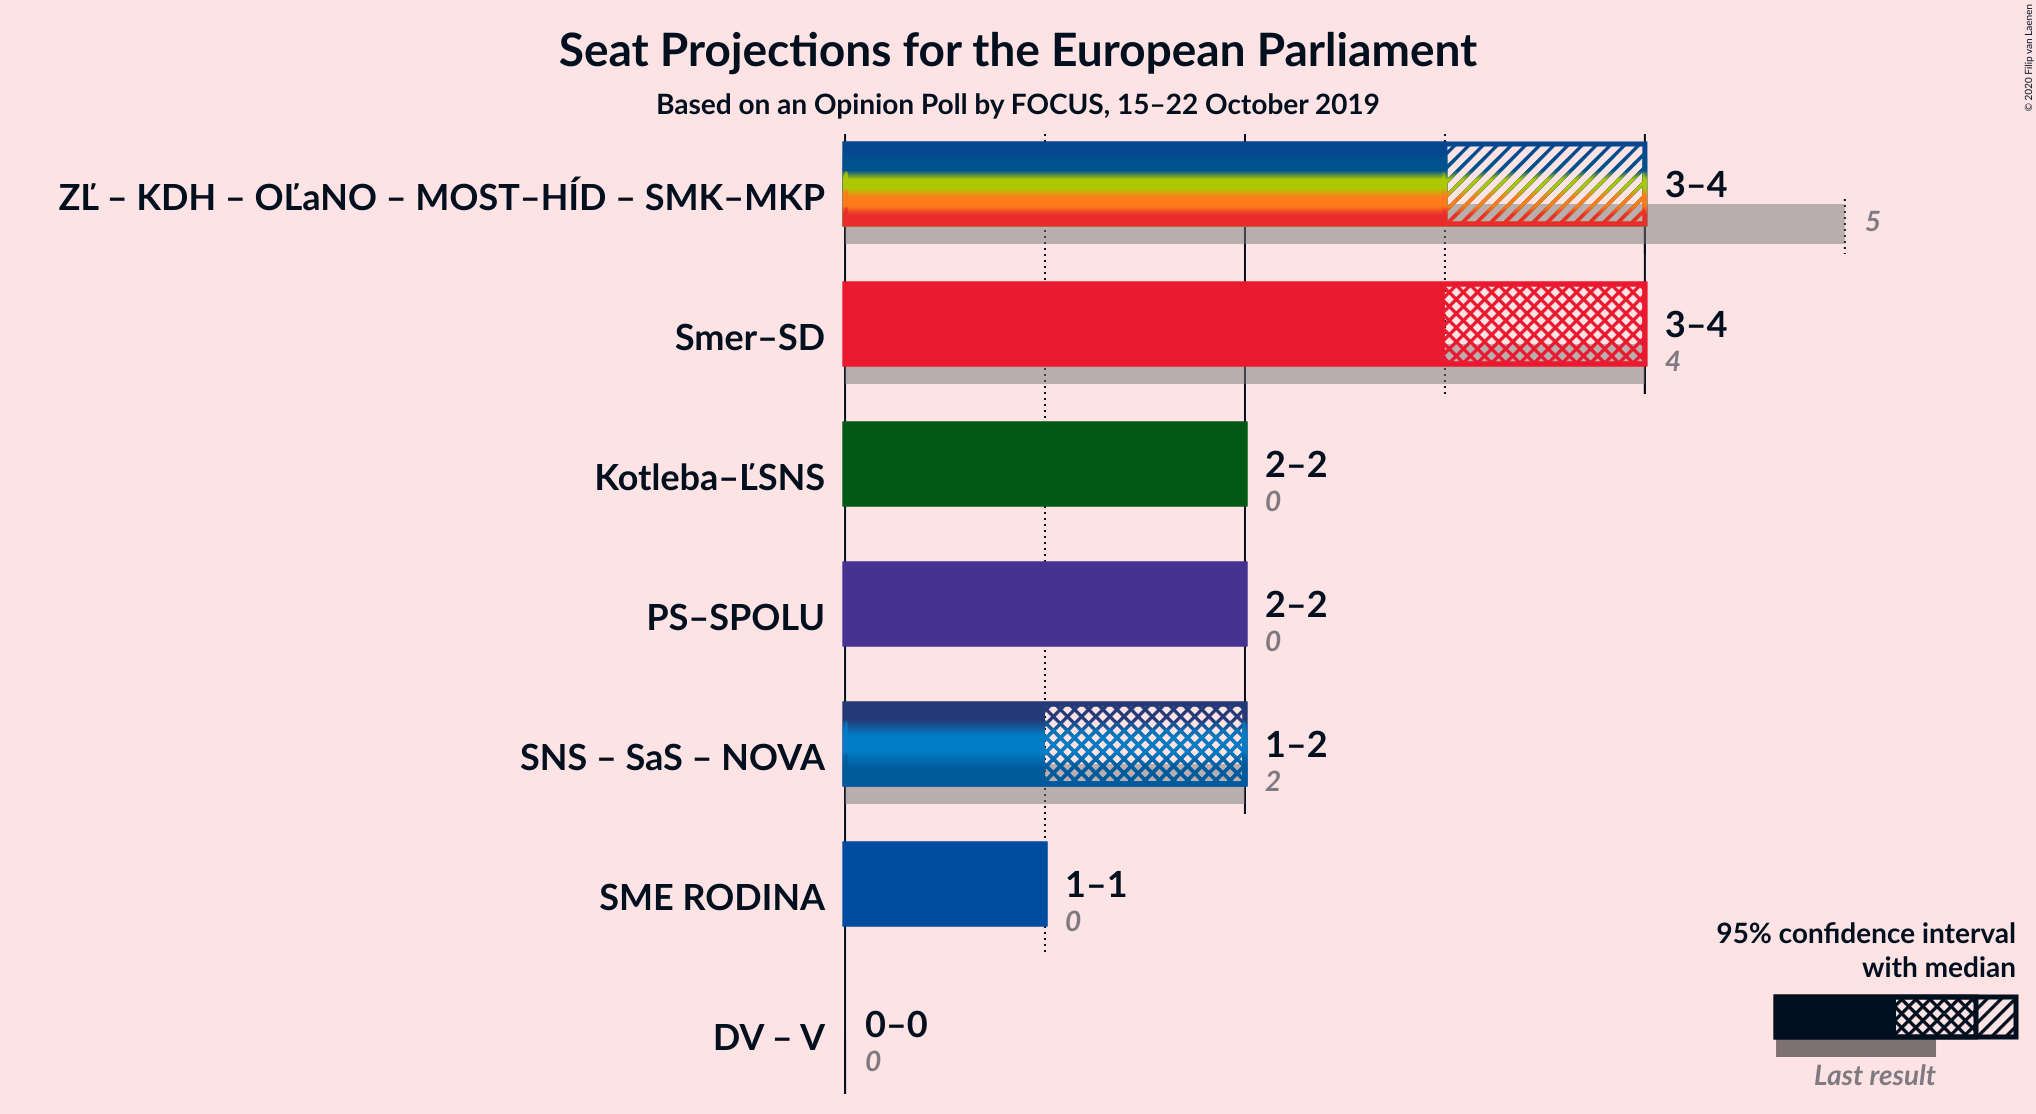 Seat Projections for the European Parliament
Based on an Opinion Poll by FOCUS, 15–22 October 2019
© 2020 Filip van Laenen
ZĽ – KDH – OĽaNO – MOST–HÍD – SMK–MKP
3–4
5
Smer–SD
3–4
4
Kotleba–ĽSNS
2–2
0
PS–SPOLU
2–2
0
SNS – SaS – NOVA
1–2
2
SME RODINA
1–1
0
DV – V
0–0
0
95% confidence interval
with median
Last result